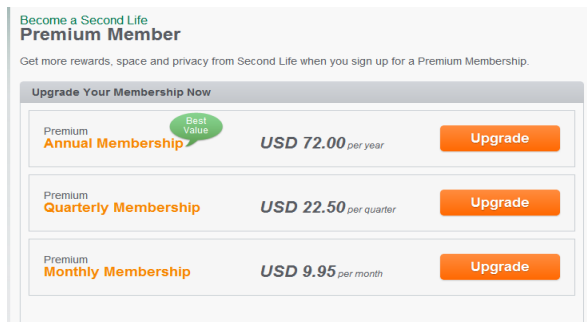 Become a Second Life
Premium Member
Get more rewards, space and privacy from Second Life when you sign up for a Premium Membership.
Upgrade Your Membership Now
Best
Value
Premium
Annual Membership
USD 72.00 per year
Upgrade
Premium
Quarterly Membership
USD 22.50 per quarter
Upgrade
Premium
Monthly Membership
USD 9.95 per month
Upgrade